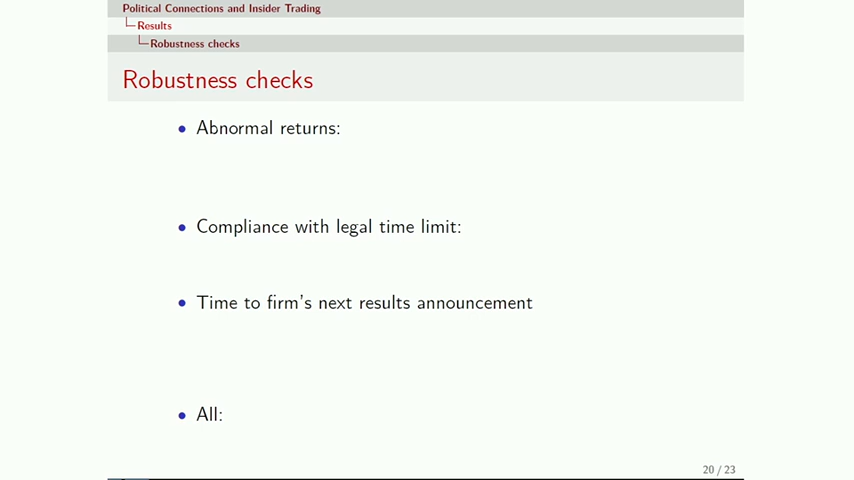 Political Connections and Insider Trading
Results
Robustness checks
Robustness checks
• Abnormal returns:
• Compliance with legal time limit:
• Time to firm's next results announcement
• All:
20 / 23